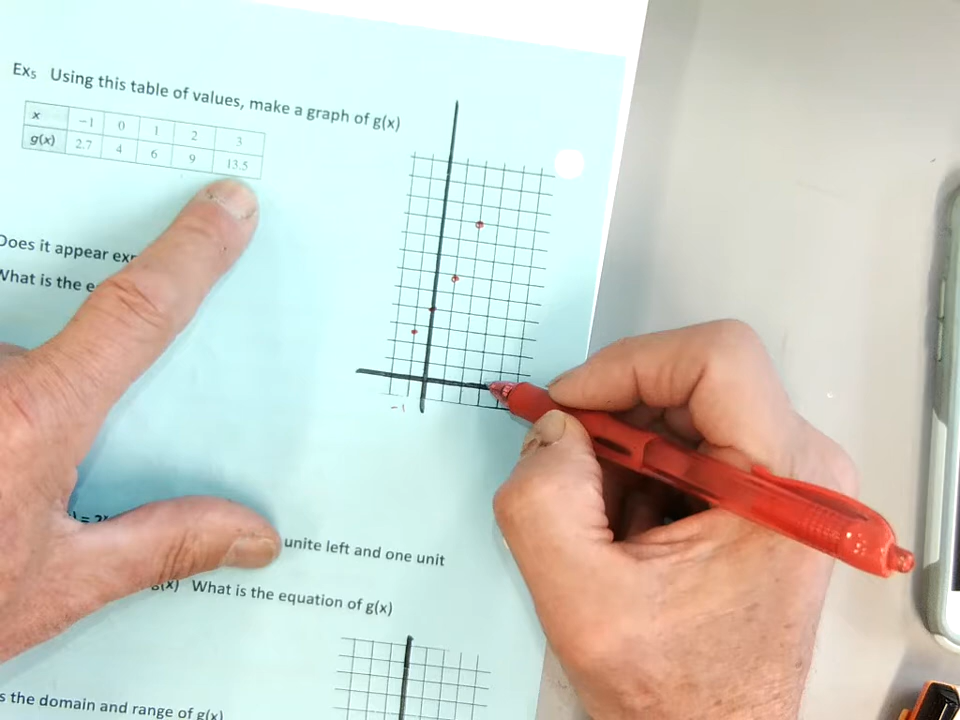 Ex5 Using this table of values, make a graph of g(x)
x −1 0 1 2 3
g(x) 2.7 4 6 9 13.5
Does it appear
What is the
−1
unite left and one unit
What is the equation of g(x)
s the domain and range of g(x)